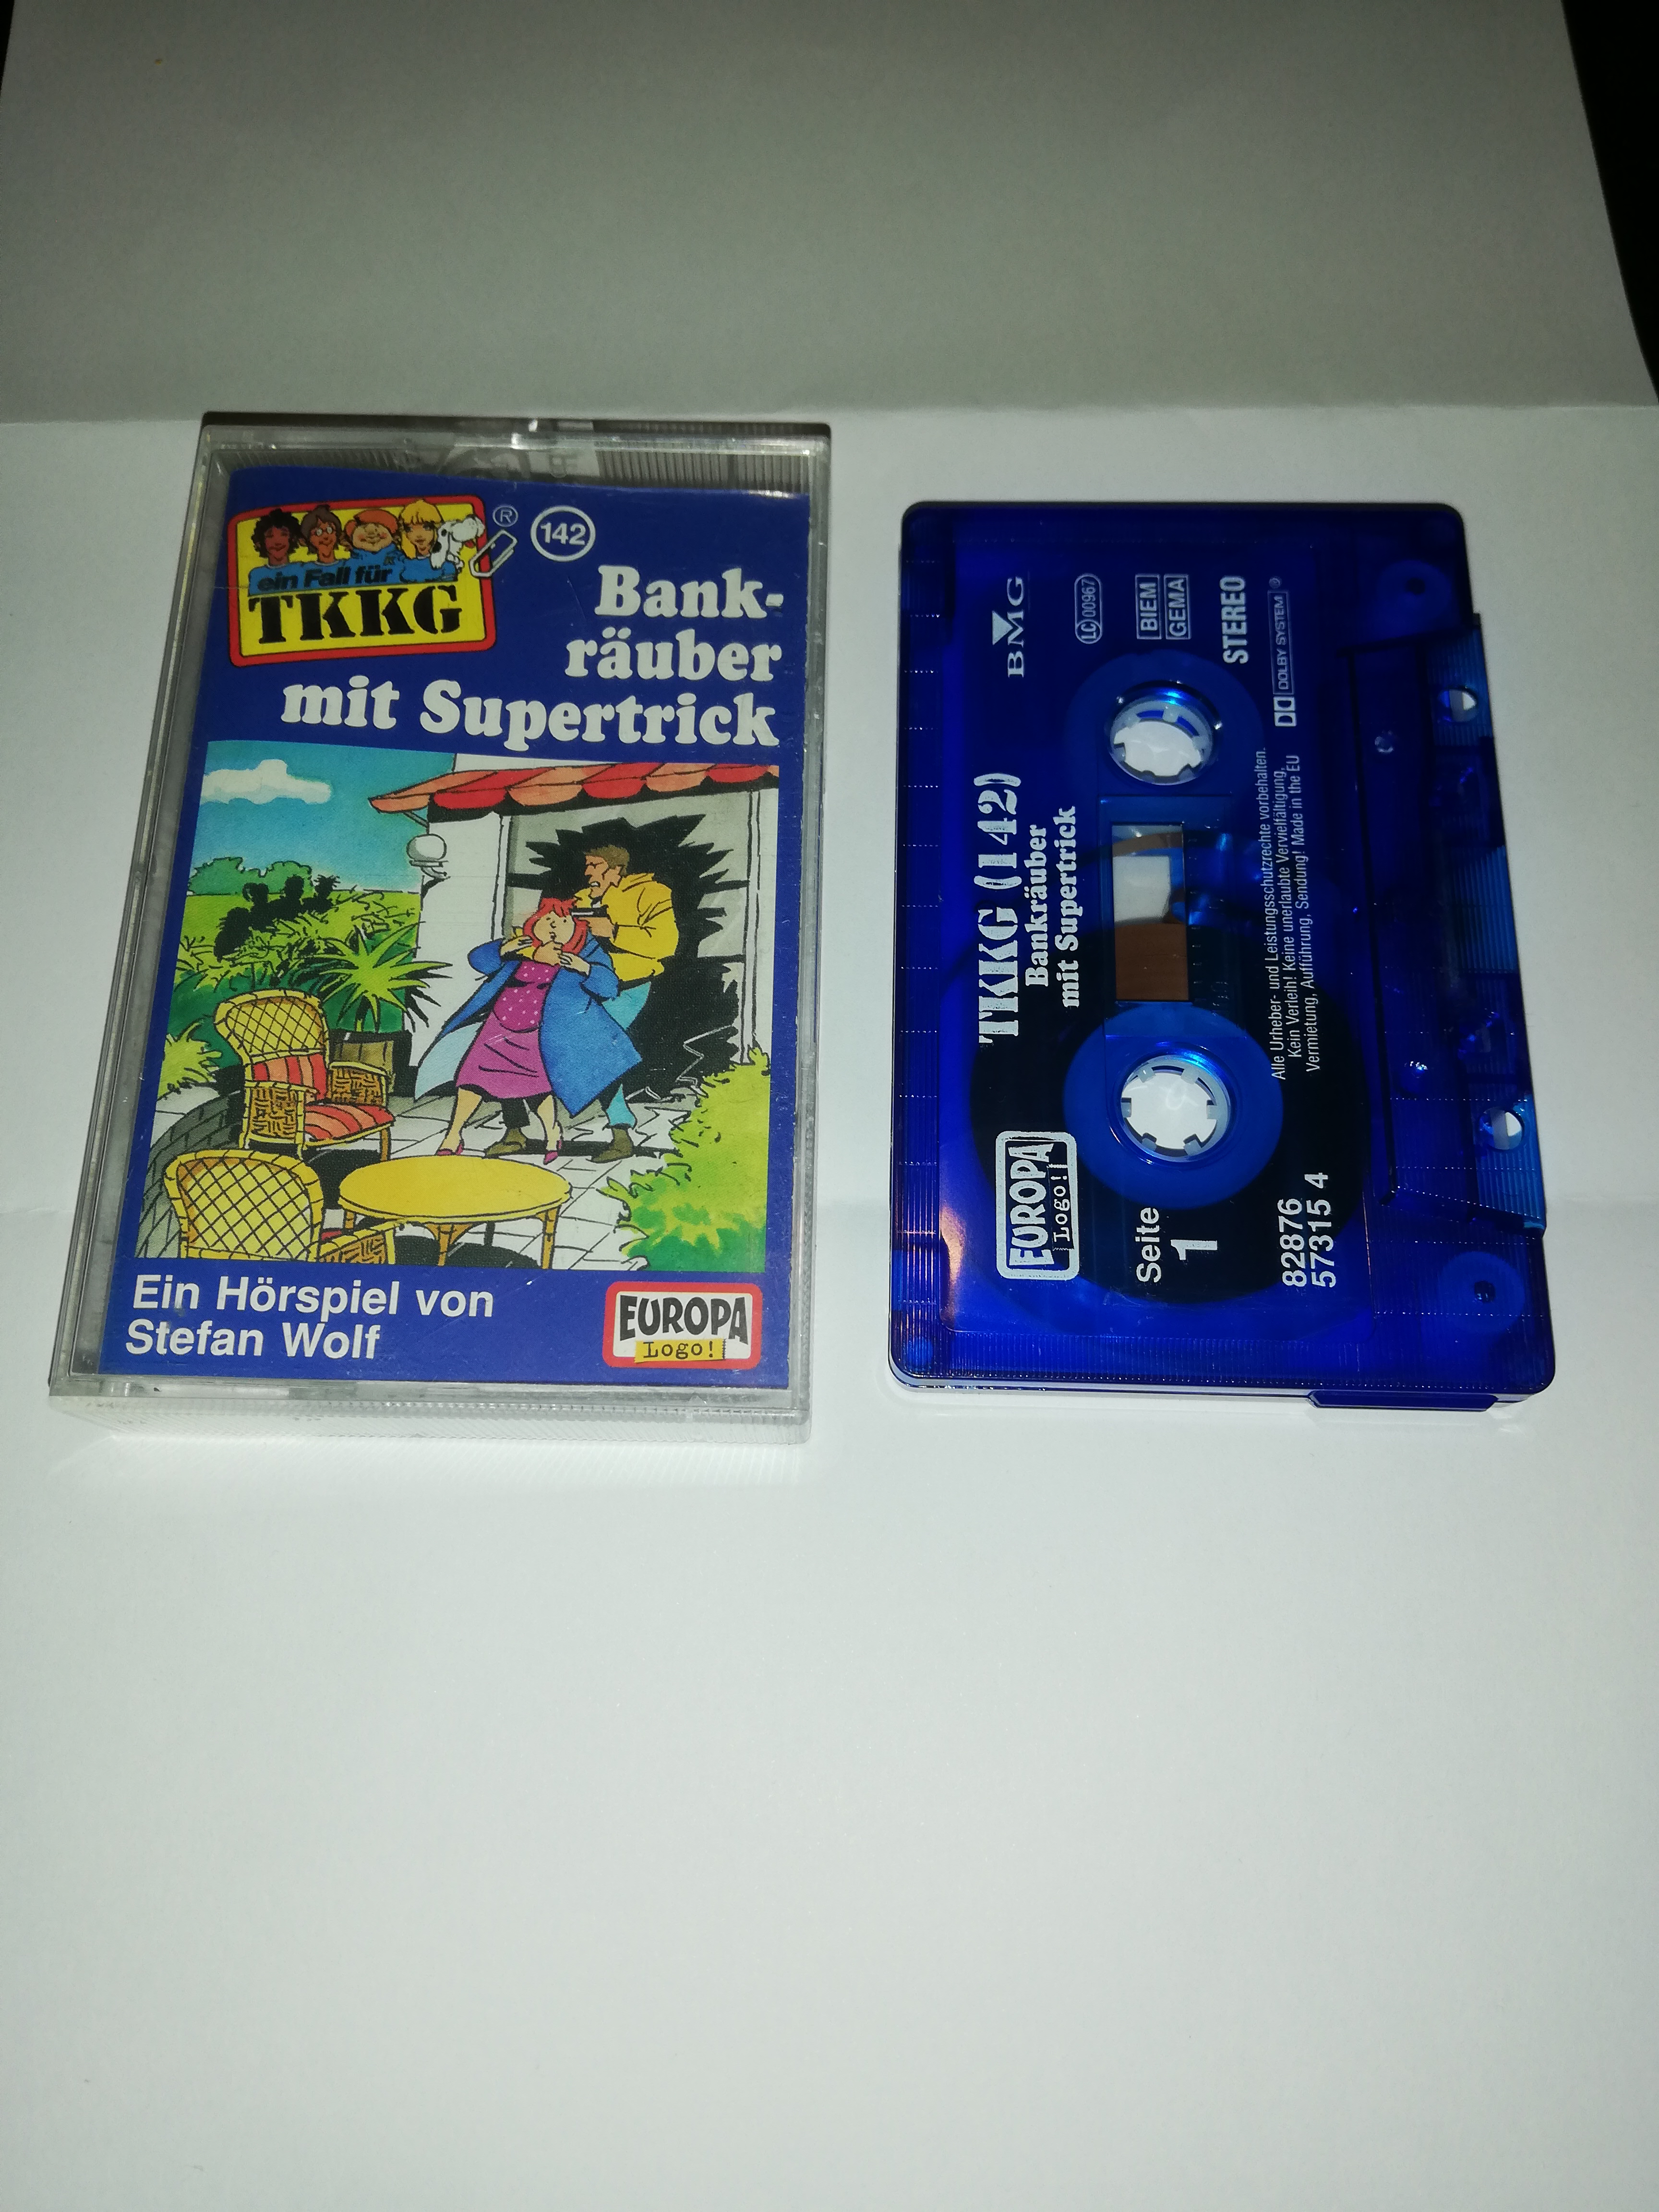 ein Fall für
TKKG
®
142
Bank-
räuber
mit Supertrick
Ein Hörspiel von
Stefan Wolf
EUROPA
Logo!
TKKG (142)
Bankräuber
mit Supertrick
EUROPA
Logo!
BMG
LC 00967
BIEM
GEMA
STEREO
DOLBY SYSTEM ®
Seite
1
Alle Urheber- und Leistungsschutzrechte vorbehalten.
Kein Verleih! Keine unerlaubte Vervielfältigung,
Vermietung, Aufführung, Sendung! Made in the EU
82876
57315 4